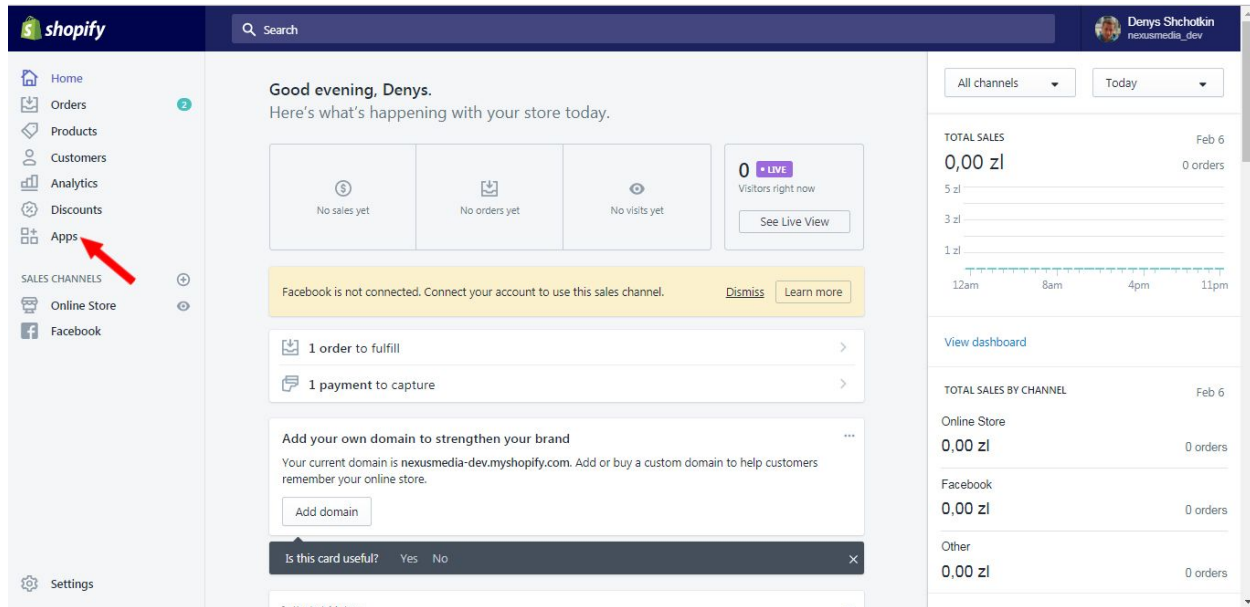 shopify
Search
Denys Shchotkin
nexusmedia_dev
Home
Orders 2
Products
Customers
Analytics
Discounts
Apps
SALES CHANNELS
Online Store
Facebook
Settings
Good evening, Denys.
Here's what's happening with your store today.
No sales yet
No orders yet
No visits yet
0 • LIVE
Visitors right now
See Live View
Facebook is not connected. Connect your account to use this sales channel. Dismiss Learn more
1 order to fulfill
1 payment to capture
Add your own domain to strengthen your brand
Your current domain is nexusmedia-dev.myshopify.com. Add or buy a custom domain to help customers
remember your online store.
Add domain
Is this card useful? Yes No
All channels Today
TOTAL SALES Feb 6
0,00 zl 0 orders
5 zl
3 zl
1 zl
12am 8am 4pm 11pm
View dashboard
TOTAL SALES BY CHANNEL Feb 6
Online Store
0,00 zl 0 orders
Facebook
0,00 zl 0 orders
Other
0,00 zl 0 orders